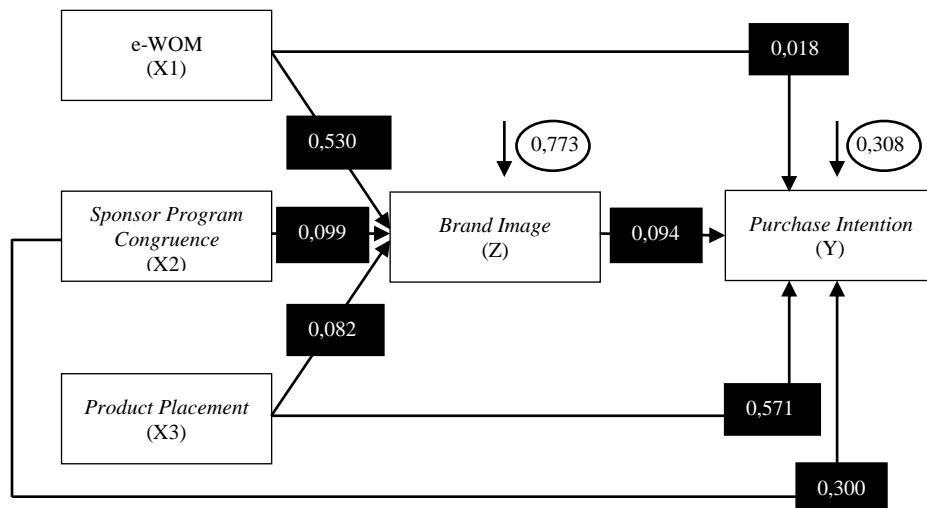 e-WOM
(X1)
0,018
0,530
0,773
0,308
Sponsor Program
Congruence
(X2)
0,099
Brand Image
(Z)
0,094
Purchase Intention
(Y)
0,082
Product Placement
(X3)
0,571
0,300